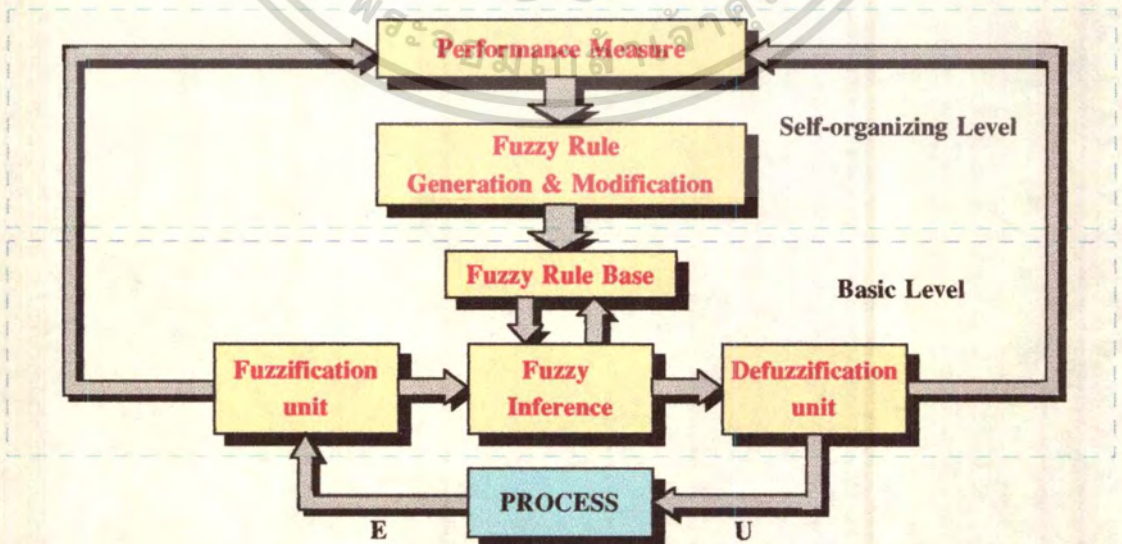 Performance Measure
Self-organizing Level
Fuzzy Rule
Generation & Modification
Fuzzy Rule Base
Basic Level
Fuzzification
unit
Fuzzy
Inference
Defuzzification
unit
PROCESS
E
U